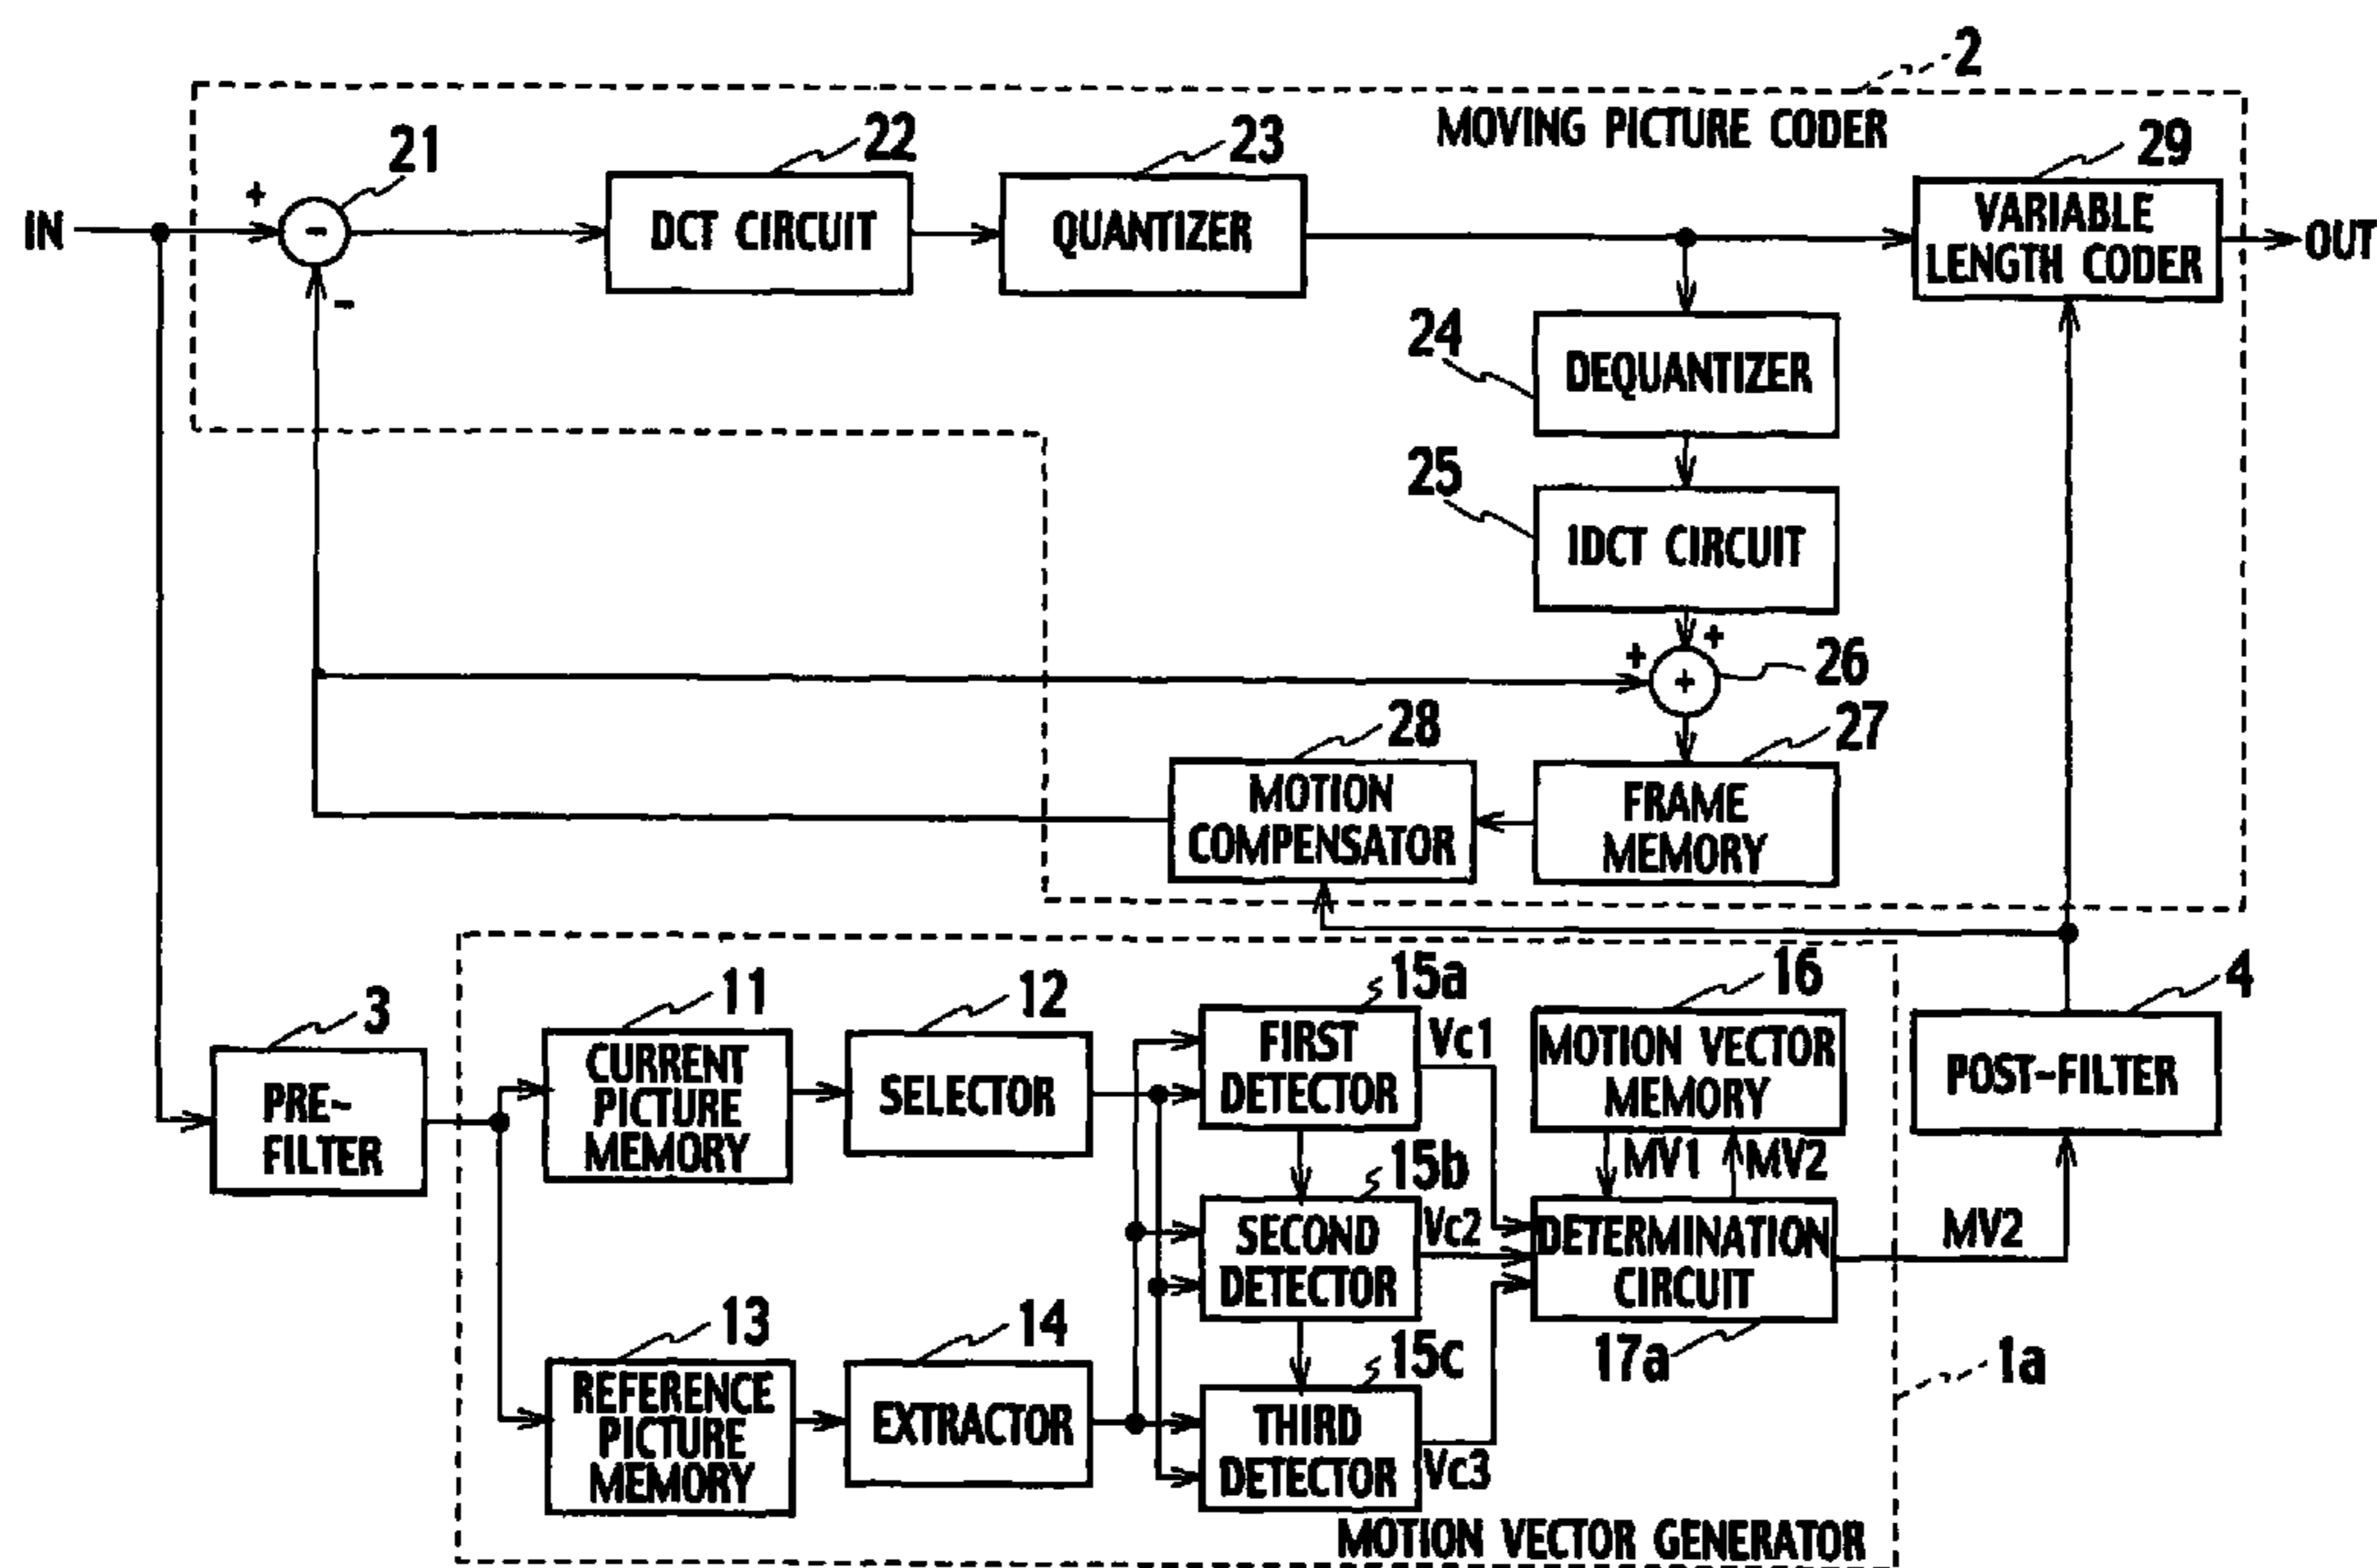 2
MOVING PICTURE CODER
21
22
23
29
+
IN
-
DCT CIRCUIT
QUANTIZER
VARIABLE
LENGTH CODER
OUT
-
24
DEQUANTIZER
25
IDCT CIRCUIT
+
+
+
26
28
27
MOTION
COMPENSATOR
FRAME
MEMORY
3
PRE-
FILTER
11
CURRENT
PICTURE
MEMORY
12
SELECTOR
13
REFERENCE
PICTURE
MEMORY
14
EXTRACTOR
15a
FIRST
DETECTOR
Vc1
15b
SECOND
DETECTOR
Vc2
15c
THIRD
DETECTOR
Vc3
16
MOTION VECTOR
MEMORY
MV1
MV2
DETERMINATION
CIRCUIT
17a
MV2
4
POST-FILTER
1a
MOTION VECTOR GENERATOR